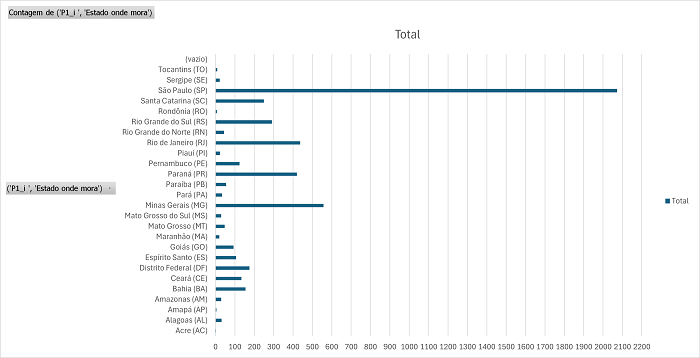 Contagem de ('P1_i ', 'Estado onde mora')
Total
(vazio)
Tocantins (TO)
Sergipe (SE)
São Paulo (SP)
Santa Catarina (SC)
Rondônia (RO)
Rio Grande do Sul (RS)
Rio Grande do Norte (RN)
Rio de Janeiro (RJ)
Piauí (PI)
Pernambuco (PE)
Paraná (PR)
Paraíba (PB)
Pará (PA)
Minas Gerais (MG)
Mato Grosso do Sul (MS)
Mato Grosso (MT)
Maranhão (MA)
Goiás (GO)
Espírito Santo (ES)
Distrito Federal (DF)
Ceará (CE)
Bahia (BA)
Amazonas (AM)
Amapá (AP)
Alagoas (AL)
Acre (AC)
('P1_i ', 'Estado onde mora')
Total
0 100 200 300 400 500 600 700 800 900 1000 1100 1200 1300 1400 1500 1600 1700 1800 1900 2000 2100 2200